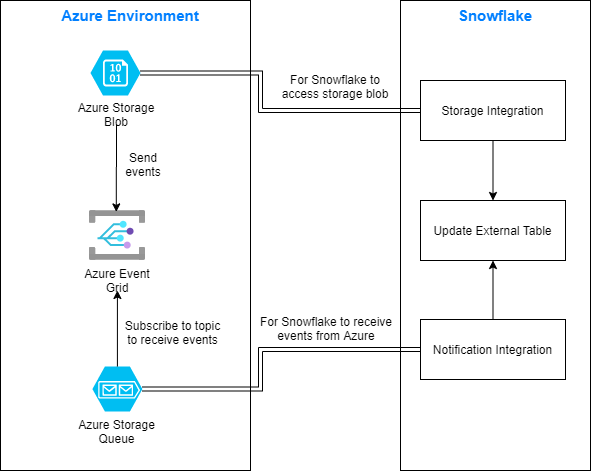 Azure Environment
Snowflake
10
01
Azure Storage
Blob
For Snowflake to
access storage blob
Storage Integration
Send
events
Update External Table
Azure Event
Grid
Subscribe to topic
to receive events
For Snowflake to receive
events from Azure
Notification Integration
Azure Storage
Queue